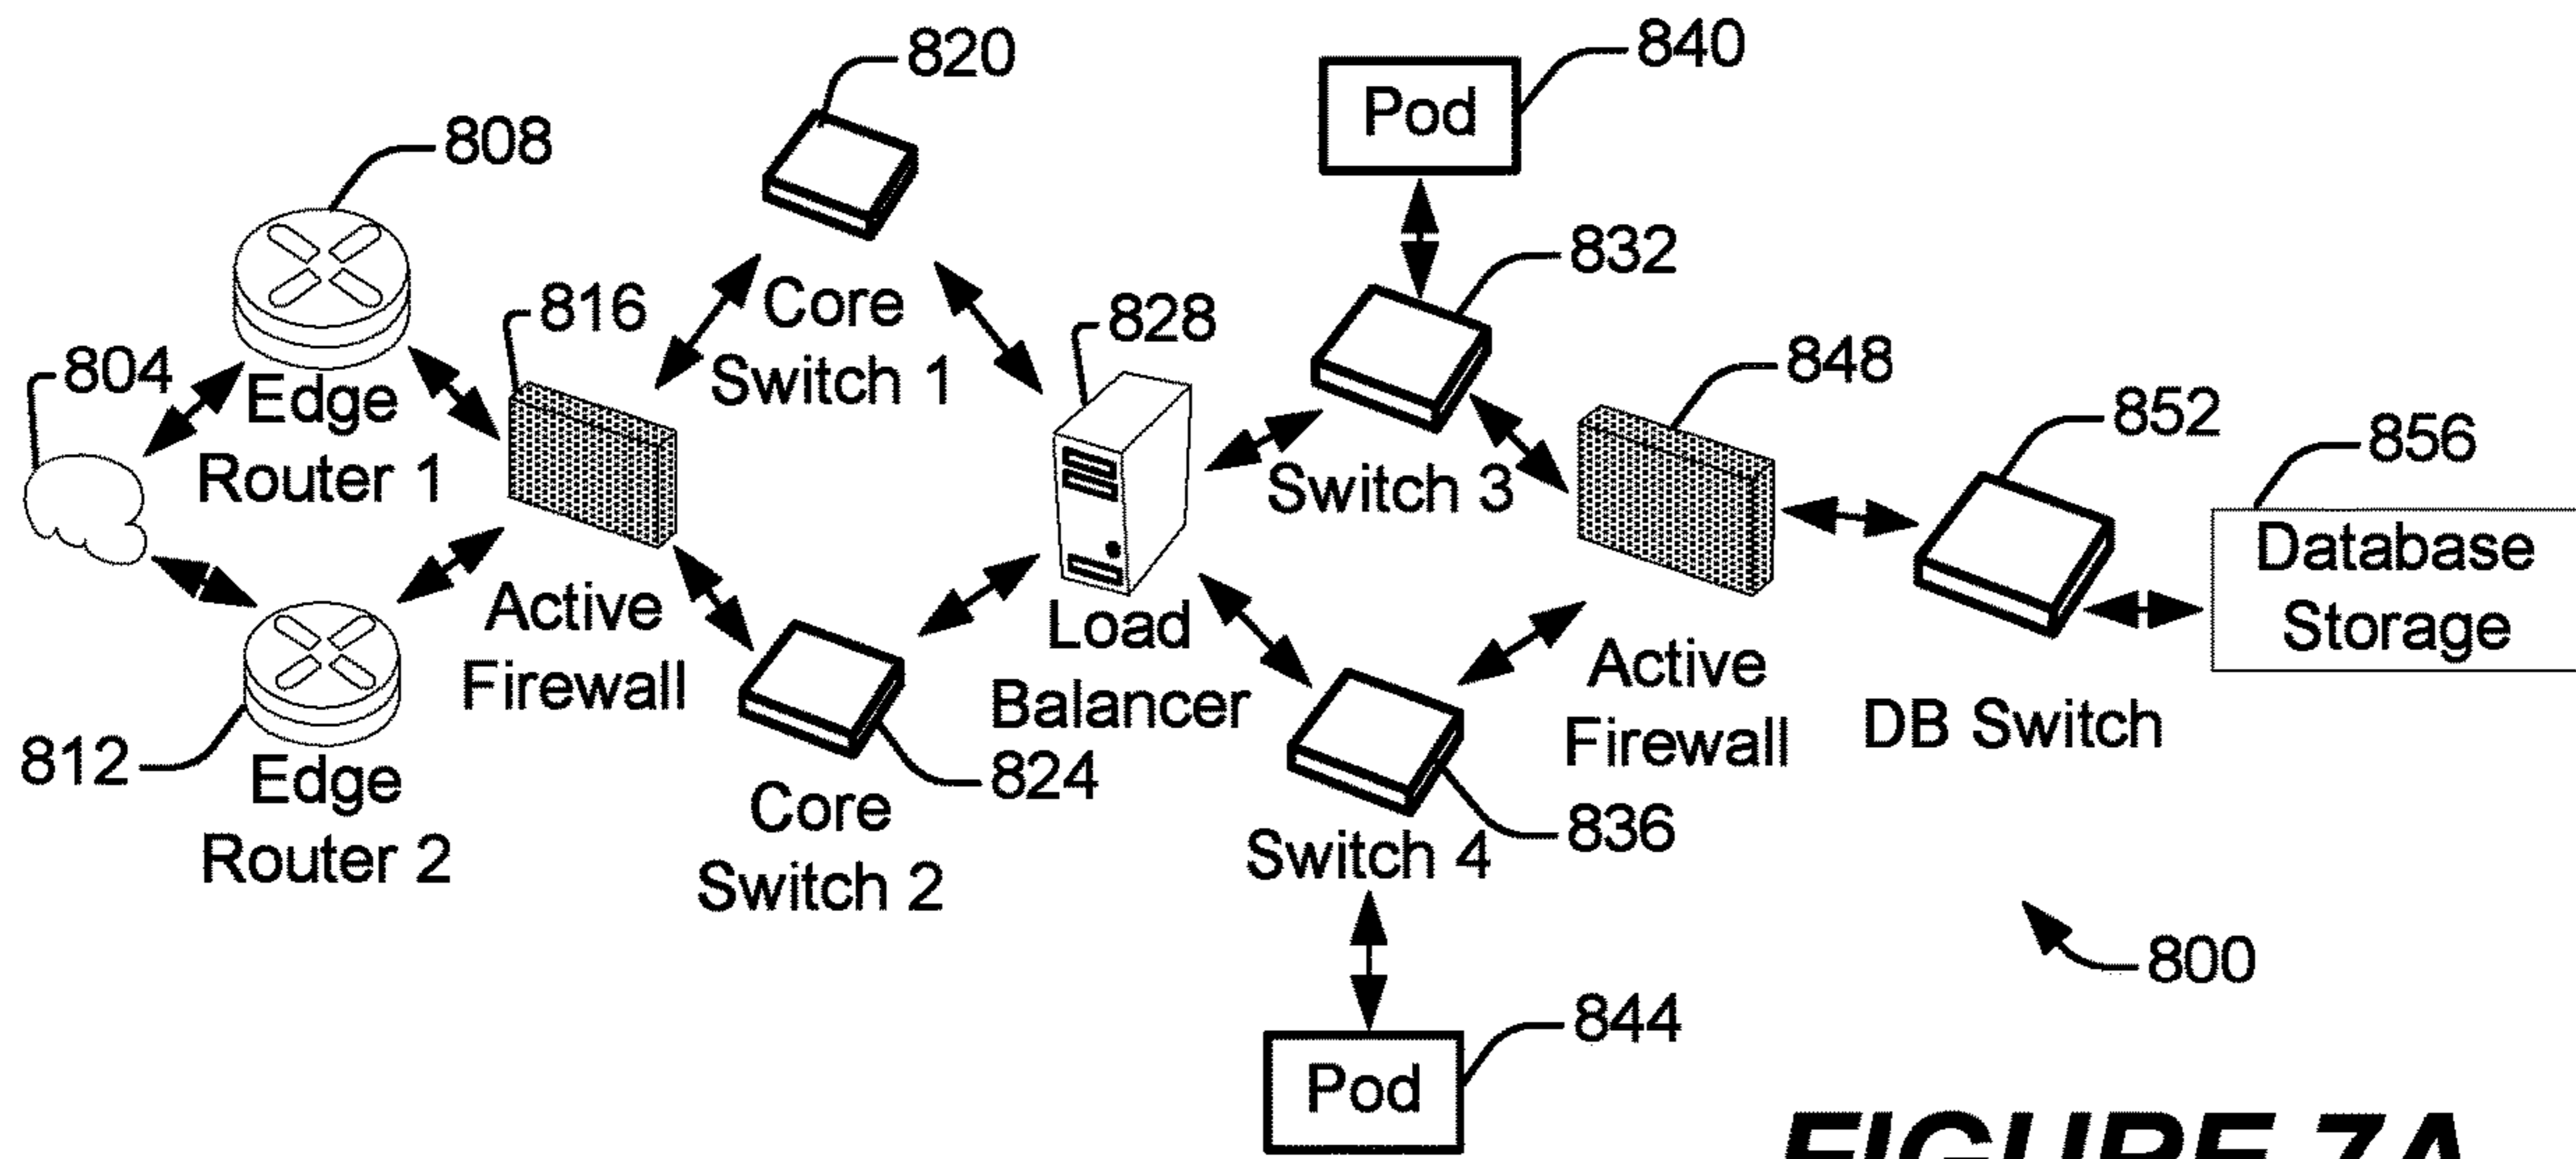 820
840
Pod
808
832
816
Core
Switch 1
828
804
Edge
Router 1
848
852
856
Switch 3
Database
Storage
Active
Firewall
Load
Balancer
Active
Firewall
DB Switch
812
Edge
Router 2
824
Core
Switch 2
836
Switch 4
800
844
Pod
FIGURE 7A